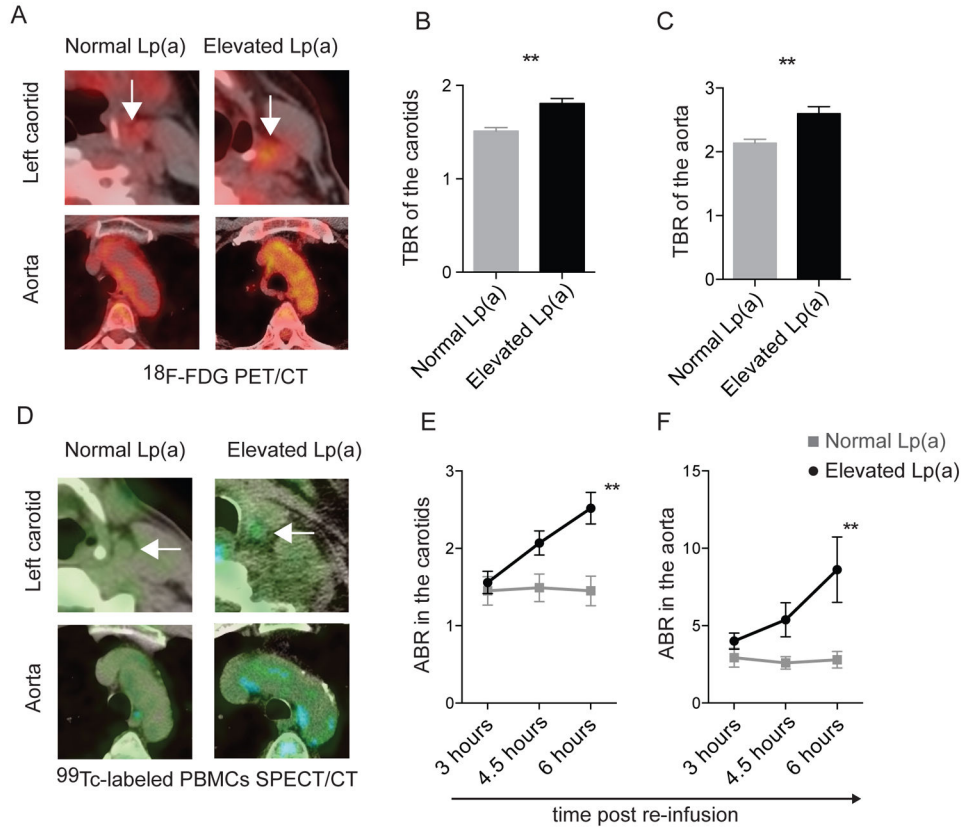 A
Normal Lp(a) Elevated Lp(a)
Left caortid
Aorta
18F-FDG PET/CT
B
**
TBR of the carotids
2
1
0
Normal Lp(a)
Elevated Lp(a)
C
**
TBR of the aorta
3
2
1
0
Normal Lp(a)
Elevated Lp(a)
D
Normal Lp(a) Elevated Lp(a)
Left carotid
Aorta
99Tc-labeled PBMCs SPECT/CT
E
ABR in the carotids
3
2
1
0
**
3 hours
4.5 hours
6 hours
F
Normal Lp(a)
Elevated Lp(a)
ABR in the aorta
15
10
5
0
**
3 hours
4.5 hours
6 hours
time post re-infusion